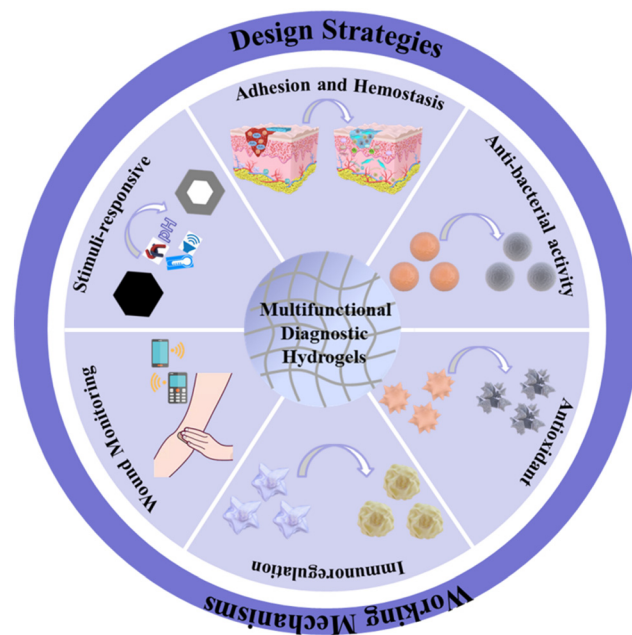 Design Strategies
Adhesion and Hemostasis
Anti-bacterial activity
Antioxidant
Immunoregulation
Wound Monitoring
Stimuli-responsive
pH
Multifunctional
Diagnostic
Hydrogels
Working Mechanisms